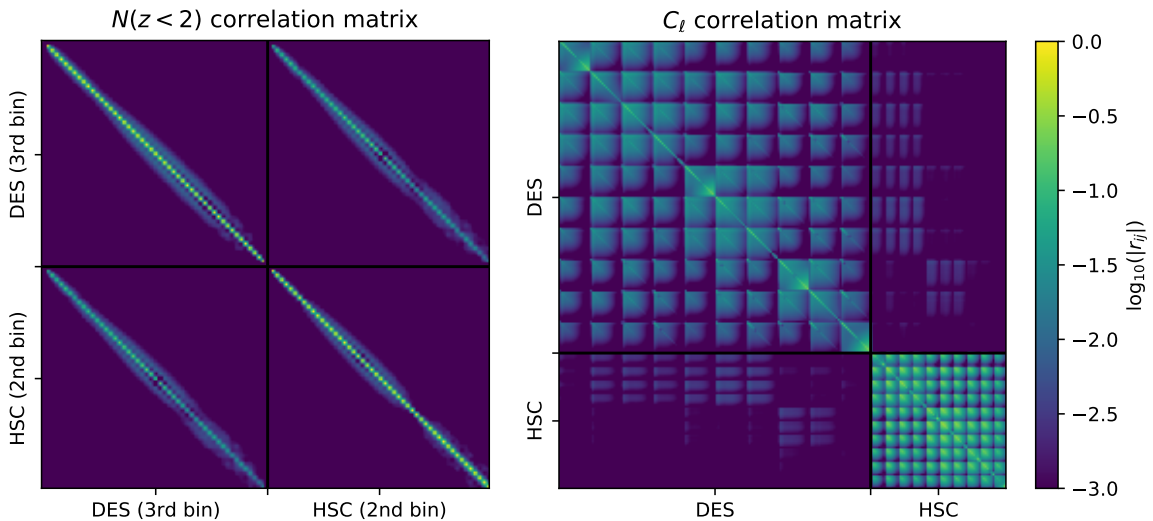 N(z < 2) correlation matrix
C_ℓ correlation matrix
DES (3rd bin)
HSC (2nd bin)
DES (3rd bin)
HSC (2nd bin)
DES
HSC
DES
HSC
0.0
−0.5
−1.0
−1.5
−2.0
−2.5
−3.0
log₁₀(|r_ij|)